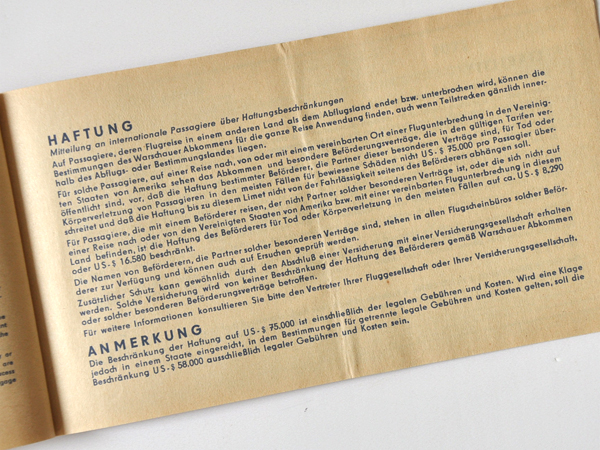 HAFTUNG
Mitteilung an internationale Passagiere über Haftungsbeschränkungen
Auf Passagiere, deren Flugreise in einem anderen Land als dem Abflugsland endet bzw. unterbrochen wird, können die
Bestimmungen des Warschauer Abkommens für die ganze Reise Anwendung finden, auch wenn Teilstrecken gänzlich inner-
halb des Abflugs- oder Bestimmungslandes liegen.
Für solche Passagiere, auf einer Reise nach, von oder mit einem vereinbarten Ort einer Flugunterbrechung in den Vereinig-
ten Staaten von Amerika sehen das Abkommen und besondere Beförderungsverträge, die in den gültigen Tarifen ver-
öffentlicht sind, vor, daß die Haftung bestimmter Beförderer, die Partner dieser besonderen Verträge sind, für Tod oder
Körperverletzung von Passagieren in den meisten Fällen für bewiesene Schäden nicht US-$ 75.000 pro Passagier über-
schreitet und daß die Haftung bis zu diesem Limit nicht von der Fahrlässigkeit seitens des Beförderers abhängen soll.
Für Passagiere, die mit einem Beförderer reisen, der nicht Partner solcher besonderen Verträge ist, oder die sich nicht auf
einer Reise nach oder von den Vereinigten Staaten von Amerika bzw. mit einer vereinbarten Flugunterbrechung in diesem
Land befinden, ist die Haftung des Beförderers für Tod oder Körperverletzung in den meisten Fällen auf ca. US-$ 8.290
oder US-$ 16.580 beschränkt.
Die Namen von Beförderern, die Partner solcher besonderen Verträge sind, stehen in allen Flugscheinbüros solcher Beför-
derer zur Verfügung und können auch auf Ersuchen geprüft werden.
Zusätzlicher Schutz kann gewöhnlich durch den Abschluß einer Versicherung mit einer Versicherungsgesellschaft erhalten
werden. Solche Versicherung wird von keiner Beschränkung der Haftung des Beförderers gemäß Warschauer Abkommen
oder solcher besonderen Beförderungsverträge betroffen.
Für weitere Informationen konsultieren Sie bitte den Vertreter Ihrer Fluggesellschaft oder Ihrer Versicherungsgesellschaft.
ANMERKUNG
Die Beschränkung der Haftung auf US-$ 75.000 ist einschließlich der legalen Gebühren und Kosten. Wird eine Klage
jedoch in einem Staate eingereicht, in dem Bestimmungen für getrennte legale Gebühren und Kosten gelten, soll die
Beschränkung US-$ 58.000 ausschließlich legaler Gebühren und Kosten sein.